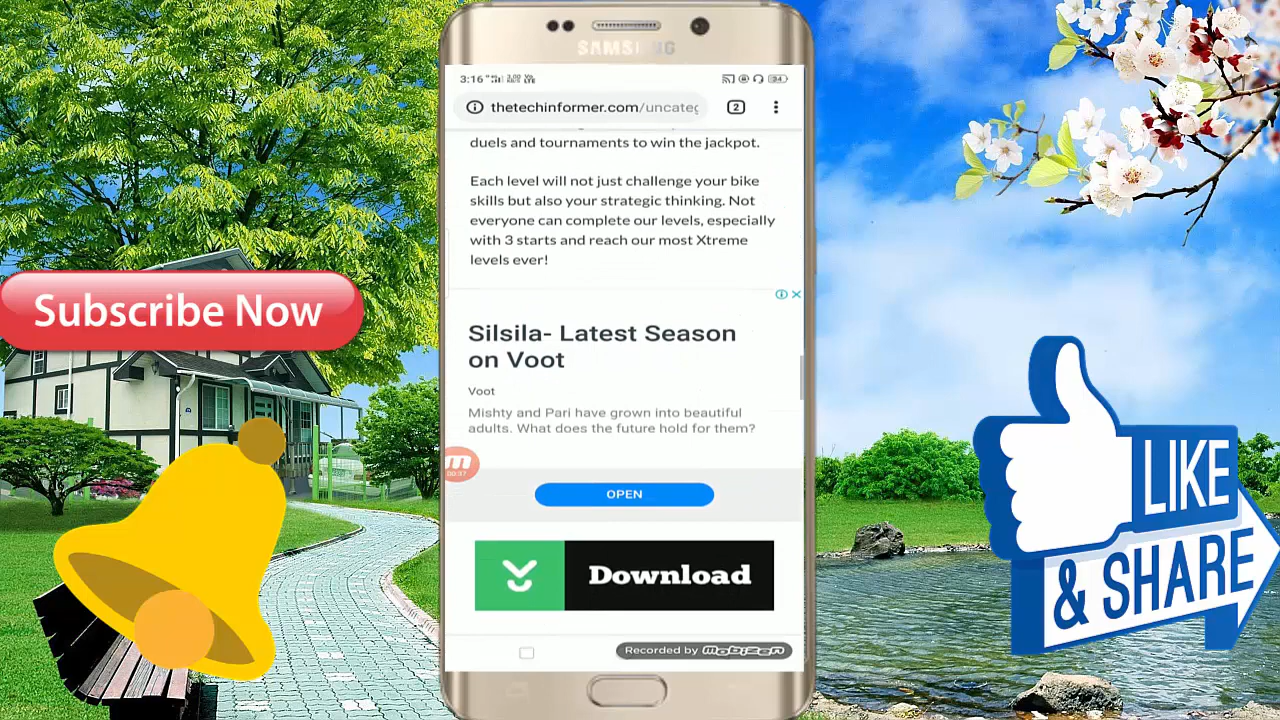 SAMSUNG
3:16
thetechinformer.com/uncateg
2
duels and tournaments to win the jackpot.
Each level will not just challenge your bike
skills but also your strategic thinking. Not
everyone can complete our levels, especially
with 3 starts and reach our most Xtreme
levels ever!
Silsila- Latest Season
on Voot
Voot
Mishty and Pari have grown into beautiful
adults. What does the future hold for them?
00:37
OPEN
Download
Recorded by mobizen
Subscribe Now
LIKE
& SHARE